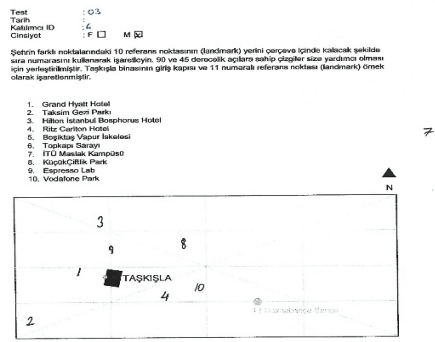 Test : 03
Tarih :
Katılımcı ID : 6
Cinsiyet : F ☐ M ☒
Şehrin farklı noktalarındaki 10 referans noktasının (landmark) yerini çerçeve içinde kalacak şekilde
sıra numarasını kullanarak işaretleyin. 90 ve 45 derecelik açılara sahip çizgiler size yardımcı olması
için yerleştirilmiştir. Taşkışla binasının giriş kapısı ve 11 numaralı referans noktası (landmark) örnek
olarak işaretlenmiştir.
1. Grand Hyatt Hotel
2. Taksim Gezi Parkı
3. Hilton İstanbul Bosphorus Hotel
4. Ritz Carlton Hotel
5. Beşiktaş Vapur İskelesi
6. Topkapı Sarayı
7. İTÜ Maslak Kampüsü
8. KüçükÇiftlik Park
9. Espresso Lab
10. Vodafone Park
7
N
3
9
8
1
TAŞKIŞLA
4
10
2